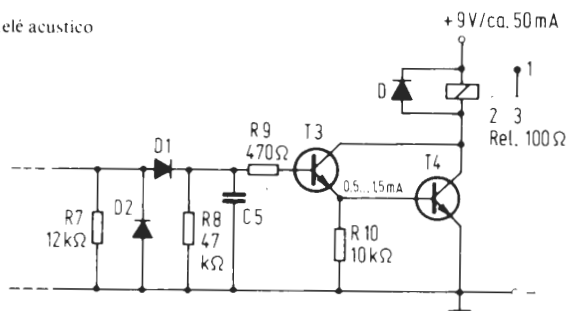 elé acustico
+9V/ca. 50mA
D
1
2 3
Rel. 100Ω
D1
R9
470Ω
T3
T4
0.5...1.5mA
R7
12kΩ
D2
R8
47
kΩ
C5
R10
10kΩ